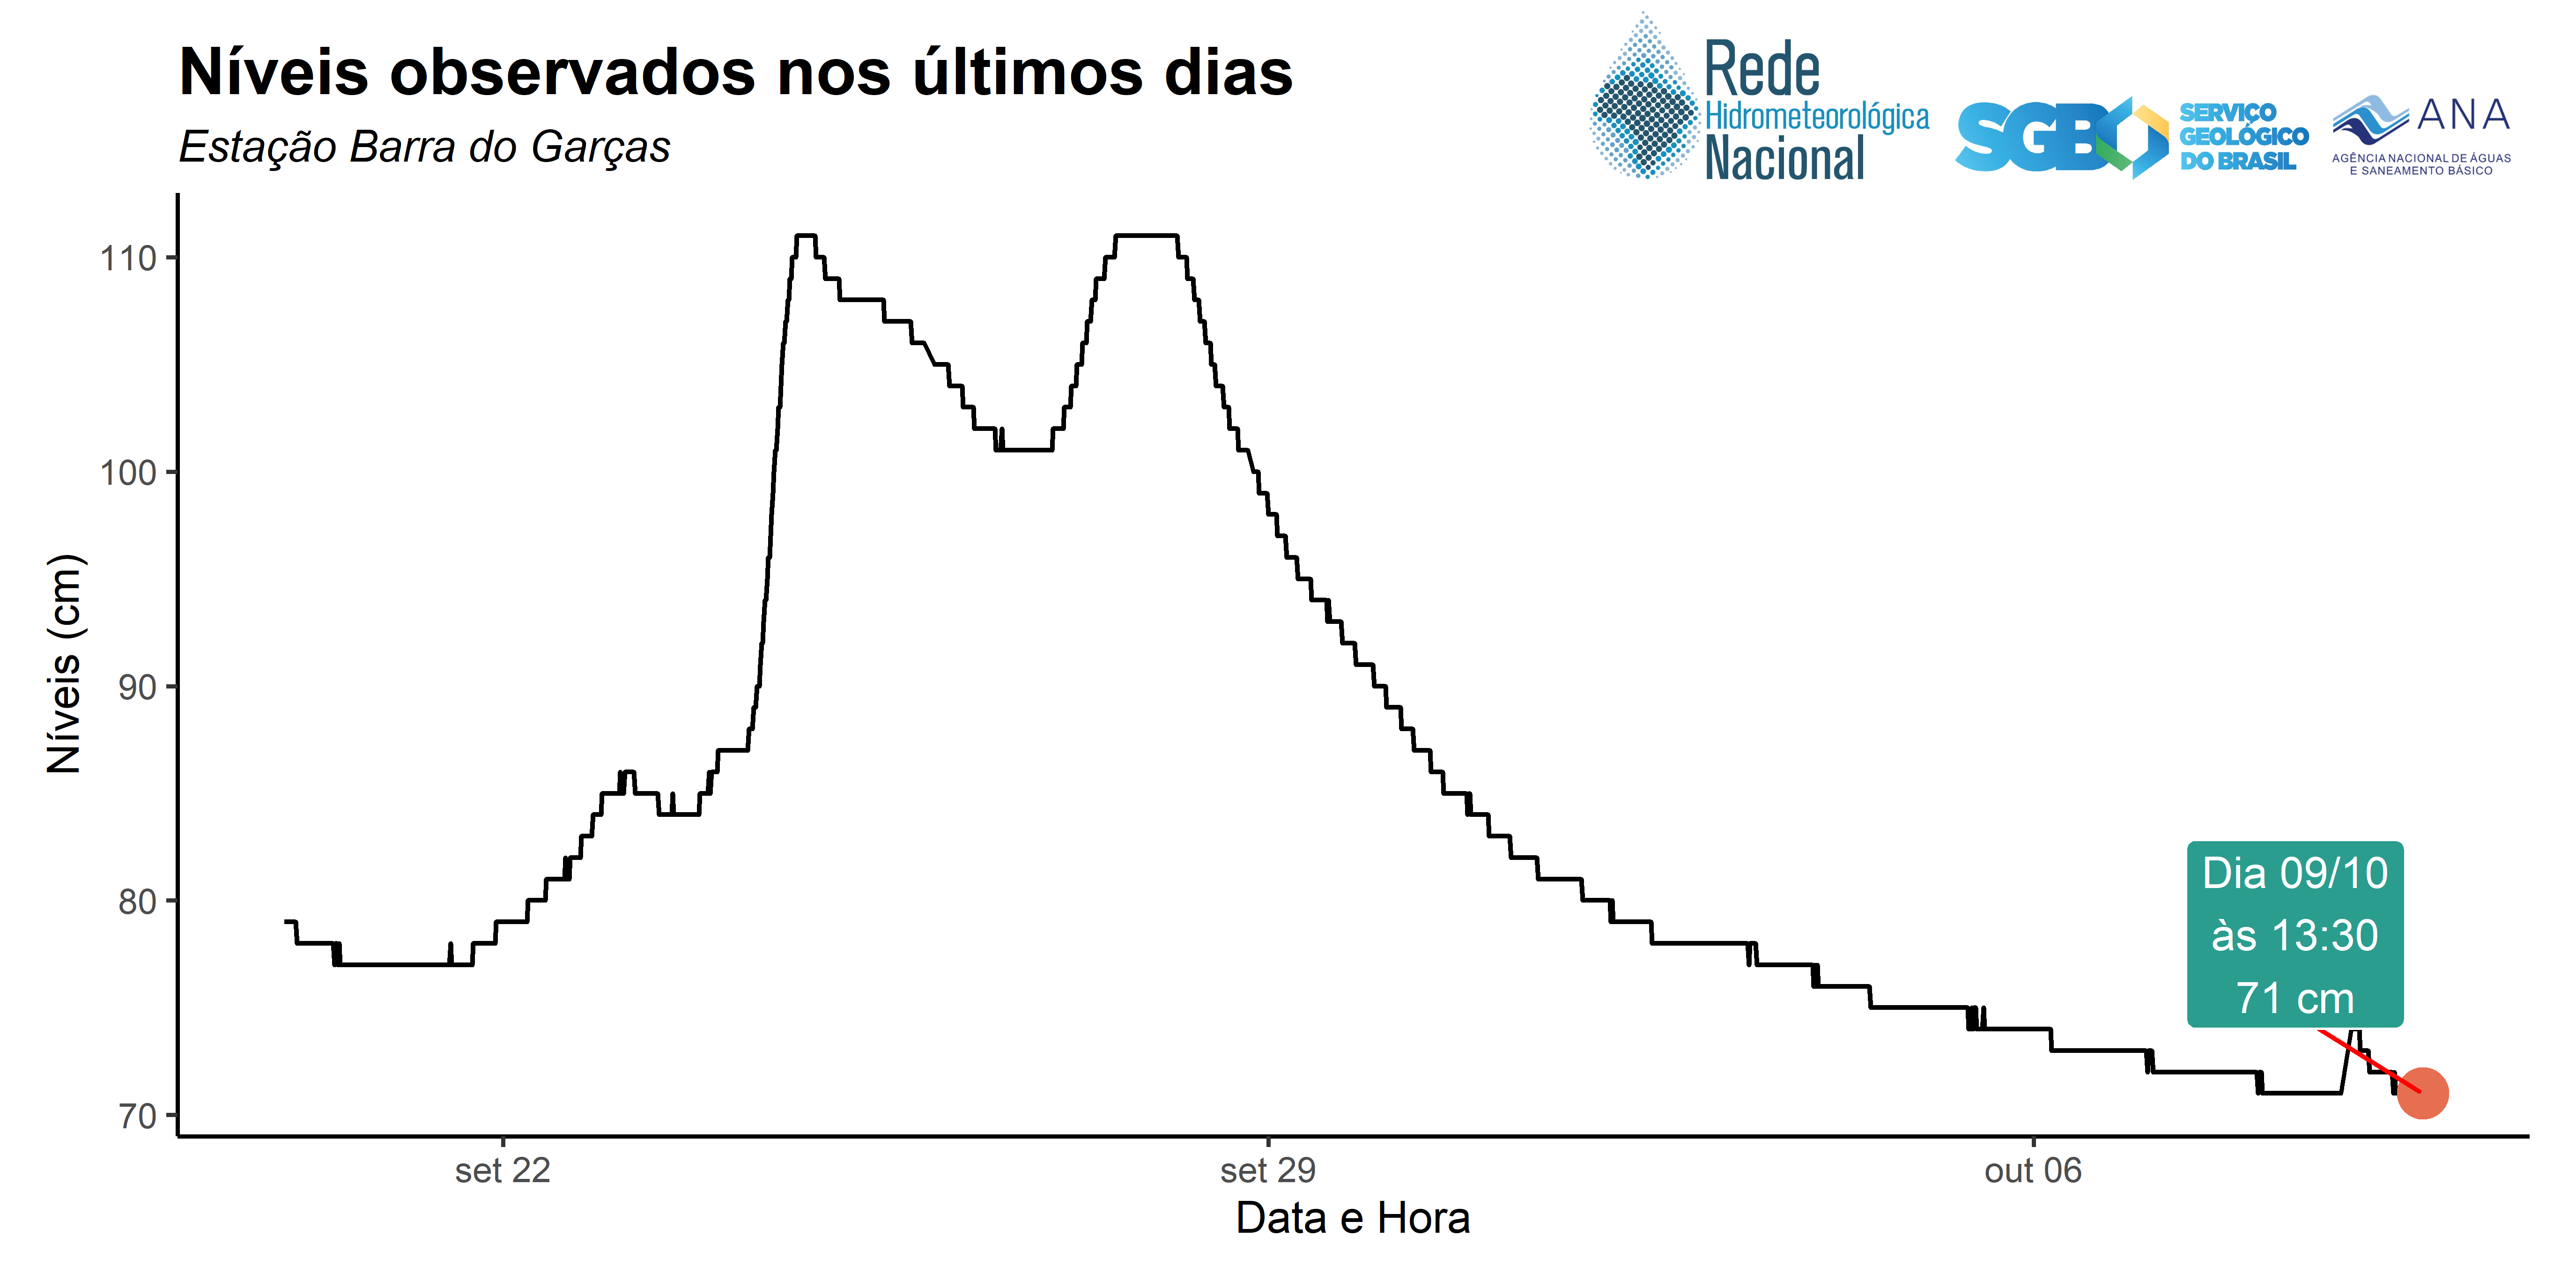 Níveis observados nos últimos dias
Estação Barra do Garças
Rede
Hidrometeorológica
Nacional
SGB
SERVIÇO
GEOLÓGICO
DO BRASIL
ANA
AGÊNCIA NACIONAL DE ÁGUAS
E SANEAMENTO BÁSICO
Níveis (cm)
110
100
90
80
70
Dia 09/10
às 13:30
71 cm
set 22
set 29
out 06
Data e Hora